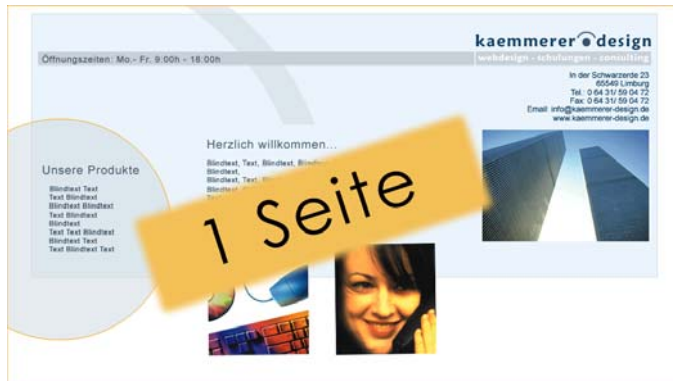 kaemmerer design
Öffnungszeiten: Mo.- Fr. 9:00h - 18:00h
webdesign - schulungen - consulting
In der Schwarzerde 23
65549 Limburg
Tel.: 0 64 31/ 59 04 72
Fax: 0 64 31/ 59 04 72
Email: info@kaemmerer-design.de
www.kaemmerer-design.de
Herzlich willkommen...
Blindtext, Text, Blindtext,
Blindtext,
Blindtext, Text,
Unsere Produkte
Blindtext Text
Text Blindtext
Blindtext Blindtext
Text Blindtext
Blindtext
Text Text Blindtext
Blindtext Text
Text Blindtext Text
1 Seite